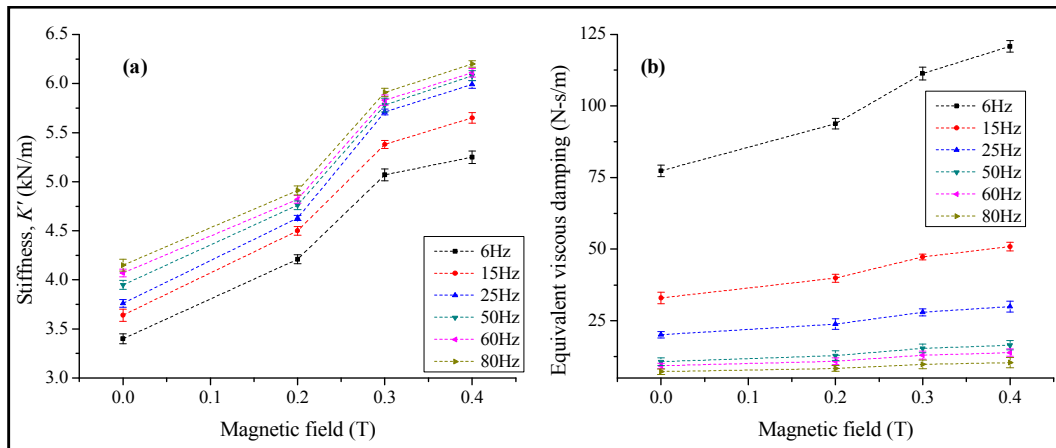 (a)
Stiffness, K' (kN/m)
6.5
6.0
5.5
5.0
4.5
4.0
3.5
3.0
0.0 0.1 0.2 0.3 0.4
Magnetic field (T)
6Hz
15Hz
25Hz
50Hz
60Hz
80Hz
(b)
Equivalent viscous damping (N-s/m)
125
100
75
50
25
0.0 0.1 0.2 0.3 0.4
Magnetic field (T)
6Hz
15Hz
25Hz
50Hz
60Hz
80Hz